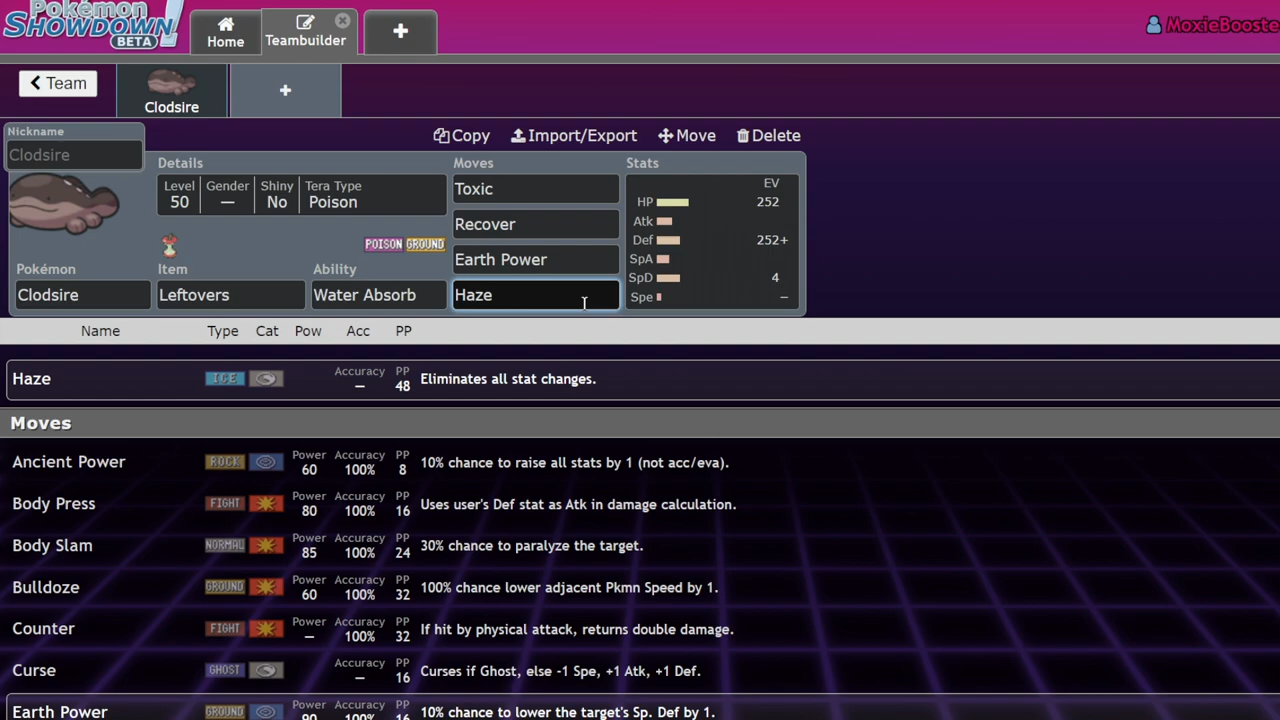 Pokémon
SHOWDOWN!
BETA
Home
Teambuilder
MoxieBooste
Team
Clodsire
Nickname
Clodsire
Copy
Import/Export
Move
Delete
Details
Moves
Stats
Level
Gender
Shiny
Tera Type
50
—
No
Poison
Toxic
Recover
Earth Power
Haze
EV
HP
252
Atk
Def
252+
SpA
SpD
4
Spe
–
POISON GROUND
Pokémon
Item
Ability
Clodsire
Leftovers
Water Absorb
Name Type Cat Pow Acc PP
Haze ICE Accuracy — PP 48 Eliminates all stat changes.
Moves
Ancient Power ROCK Power 60 Accuracy 100% PP 8 10% chance to raise all stats by 1 (not acc/eva).
Body Press FIGHT Power 80 Accuracy 100% PP 16 Uses user's Def stat as Atk in damage calculation.
Body Slam NORMAL Power 85 Accuracy 100% PP 24 30% chance to paralyze the target.
Bulldoze GROUND Power 60 Accuracy 100% PP 32 100% chance lower adjacent Pkmn Speed by 1.
Counter FIGHT Power — Accuracy 100% PP 32 If hit by physical attack, returns double damage.
Curse GHOST Accuracy — PP 16 Curses if Ghost, else -1 Spe, +1 Atk, +1 Def.
Earth Power GROUND Power 90 Accuracy 100% PP 16 10% chance to lower the target's Sp. Def by 1.